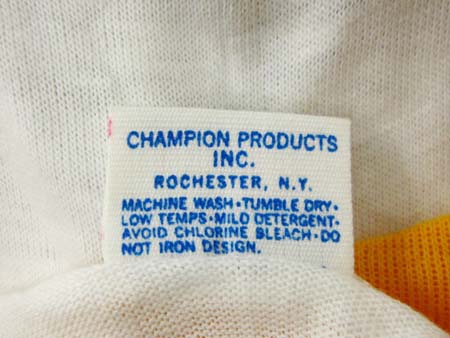 CHAMPION PRODUCTS
INC.
ROCHESTER, N.Y.
MACHINE WASH•TUMBLE DRY•
LOW TEMPS•MILD DETERGENT•
AVOID CHLORINE BLEACH•DO
NOT IRON DESIGN.